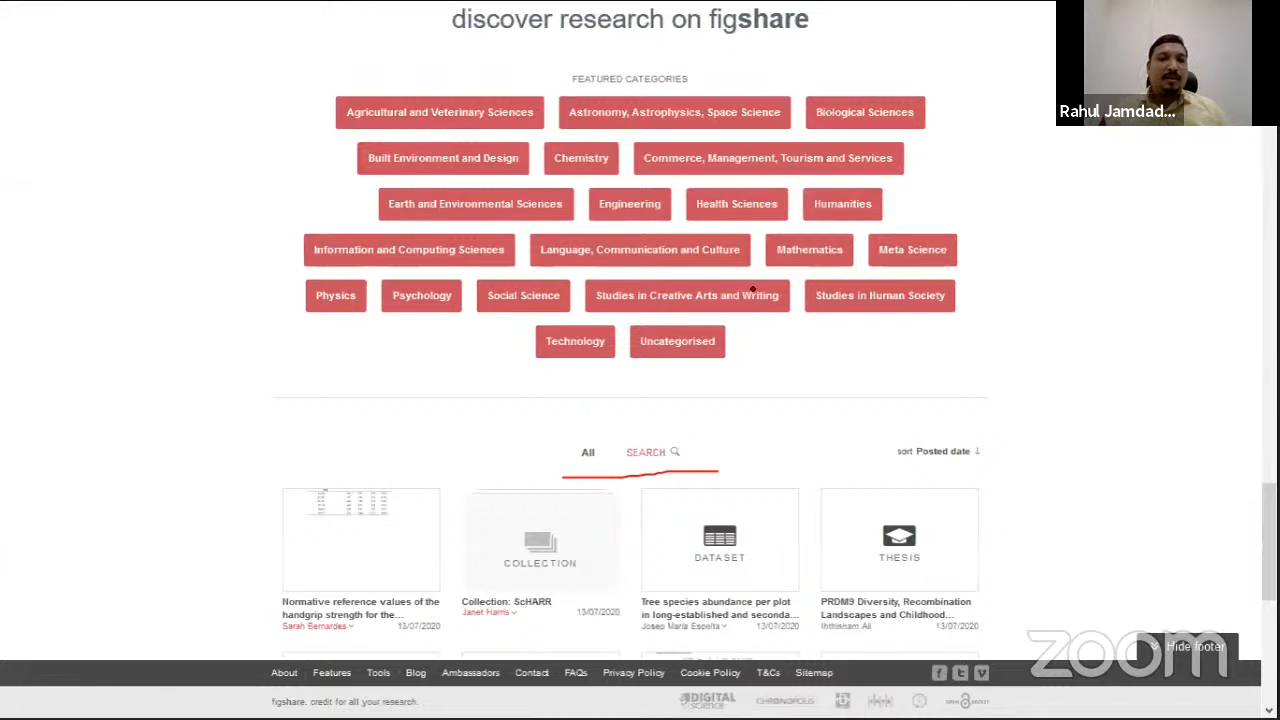 discover research on figshare
Rahul Jamdad...
FEATURED CATEGORIES
Agricultural and Veterinary Sciences
Astronomy, Astrophysics, Space Science
Biological Sciences
Built Environment and Design
Chemistry
Commerce, Management, Tourism and Services
Earth and Environmental Sciences
Engineering
Health Sciences
Humanities
Information and Computing Sciences
Language, Communication and Culture
Mathematics
Meta Science
Physics
Psychology
Social Science
Studies in Creative Arts and Writing
Studies in Human Society
Technology
Uncategorised
All
SEARCH
sort Posted date
COLLECTION
DATASET
THESIS
Normative reference values of the
handgrip strength for the...
Sarah Bernardes
13/07/2020
Collection: ScHARR
Janet Harris
13/07/2020
Tree species abundance per plot
in long-established and seconda...
Josep Maria Espelta
13/07/2020
PRDM9 Diversity, Recombination
Landscapes and Childhood...
Ihthisham Ali
13/07/2020
zoom
Hide footer
About
Features
Tools
Blog
Ambassadors
Contact
FAQs
Privacy Policy
Cookie Policy
T&Cs
Sitemap
figshare. credit for all your research.
DIGITAL
science
CHRONOPOLIS